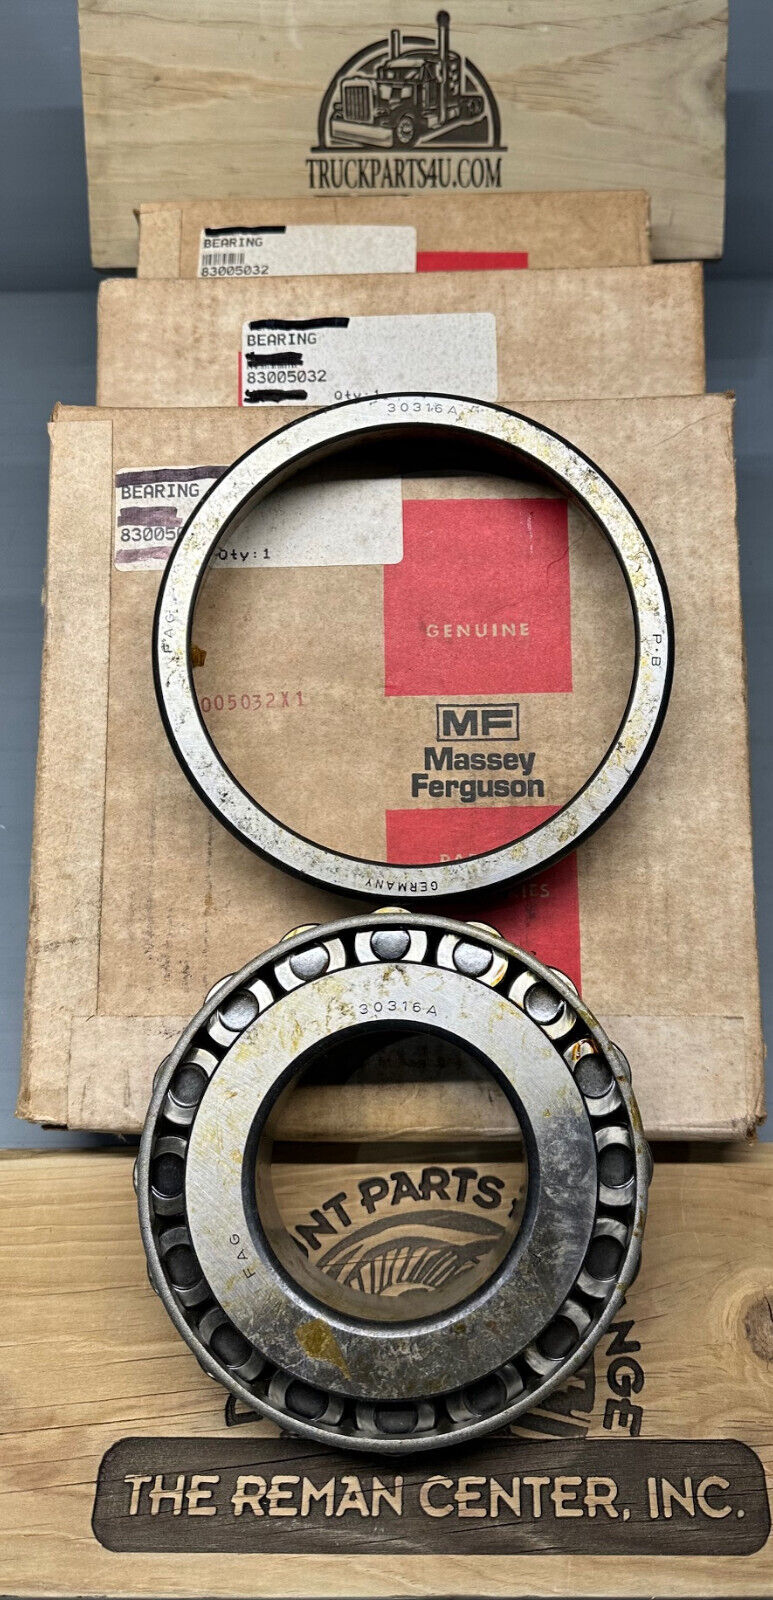 TRUCKPARTS4U.COM
BEARING
83005032
BEARING
83005032
Qty:1
30316A
BEARING
Qty:1
FAG
P·B
GENUINE
005032X1
MF
Massey
Ferguson
GERMANY
30316A
FAG
PARTS
THE REMAN CENTER, INC.